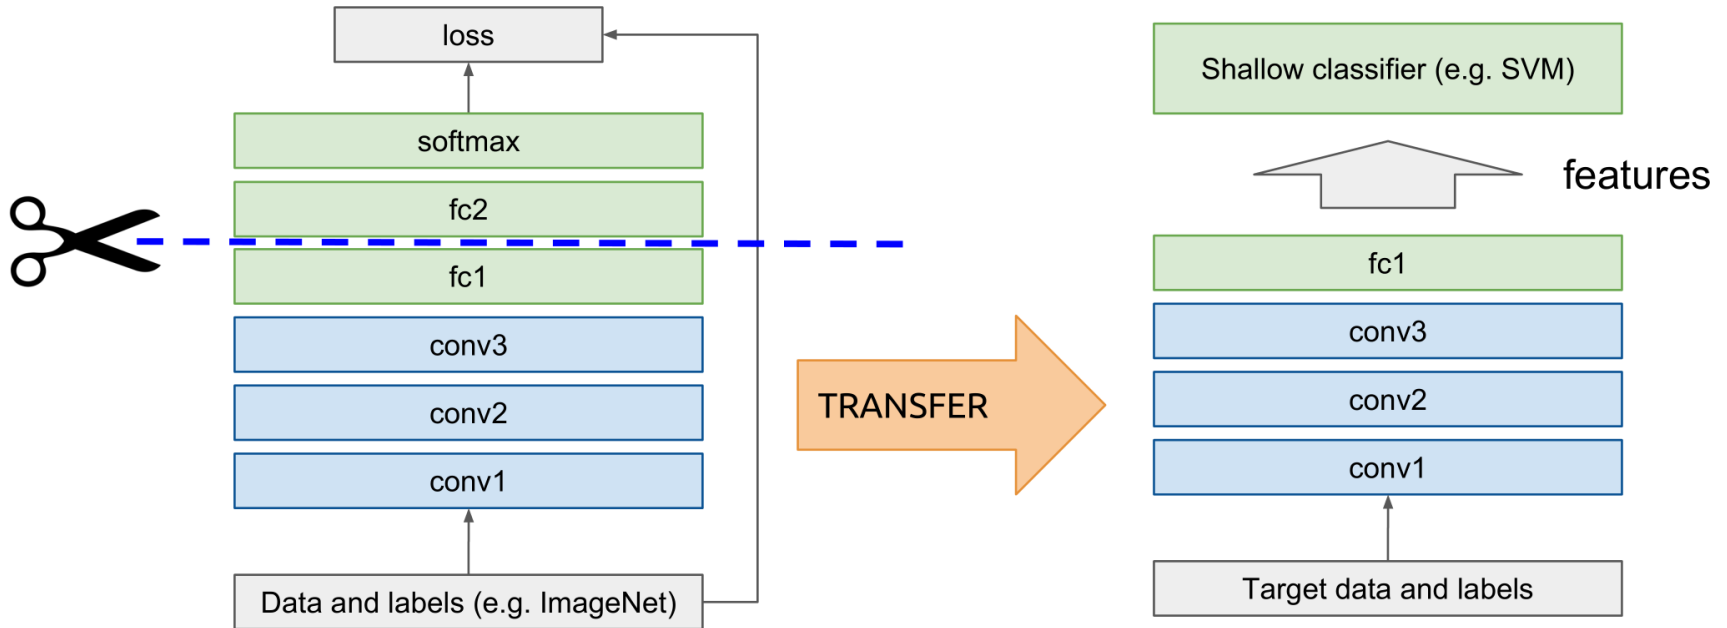 loss
softmax
fc2
fc1
conv3
conv2
conv1
Data and labels (e.g. ImageNet)
TRANSFER
Shallow classifier (e.g. SVM)
features
fc1
conv3
conv2
conv1
Target data and labels